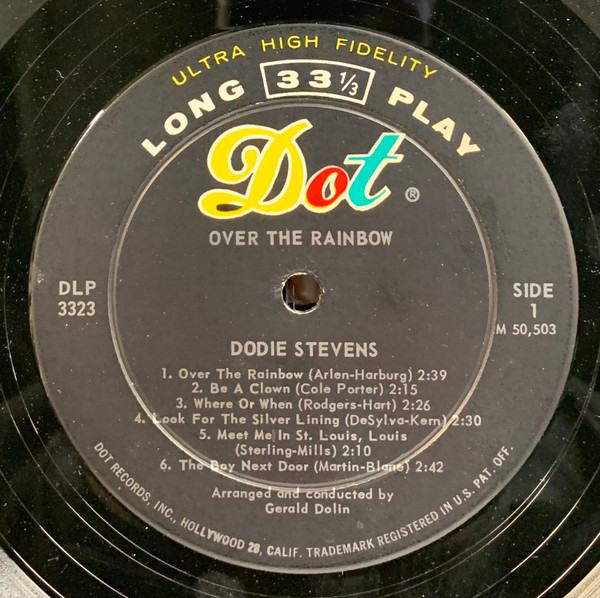 ULTRA HIGH FIDELITY
LONG 33 1/3 PLAY
Dot ®
OVER THE RAINBOW
DLP
3323
SIDE
1
M 50,503
DODIE STEVENS
1. Over The Rainbow (Arlen-Harburg) 2:39
2. Be A Clown (Cole Porter) 2:15
3. Where Or When (Rodgers-Hart) 2:26
4. Look For The Silver Lining (DeSylva-Kern) 2:30
5. Meet Me In St. Louis, Louis
(Sterling-Mills) 2:10
6. The Boy Next Door (Martin-Blane) 2:42
Arranged and conducted by
Gerald Dolin
DOT RECORDS, INC., HOLLYWOOD 28, CALIF. TRADEMARK REGISTERED IN U.S. PAT. OFF.